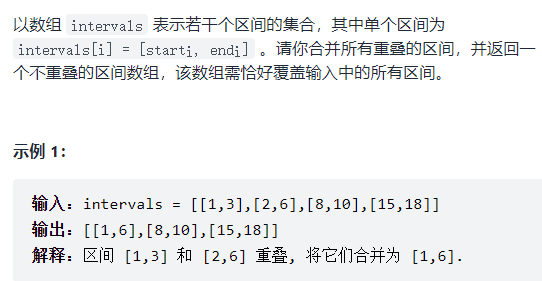 以数组 intervals 表示若干个区间的集合，其中单个区间为
intervals[i] = [starti, endi] 。请你合并所有重叠的区间，并返回一
个不重叠的区间数组，该数组需恰好覆盖输入中的所有区间。
示例 1：
输入：intervals = [[1,3],[2,6],[8,10],[15,18]]
输出：[[1,6],[8,10],[15,18]]
解释：区间 [1,3] 和 [2,6] 重叠, 将它们合并为 [1,6].